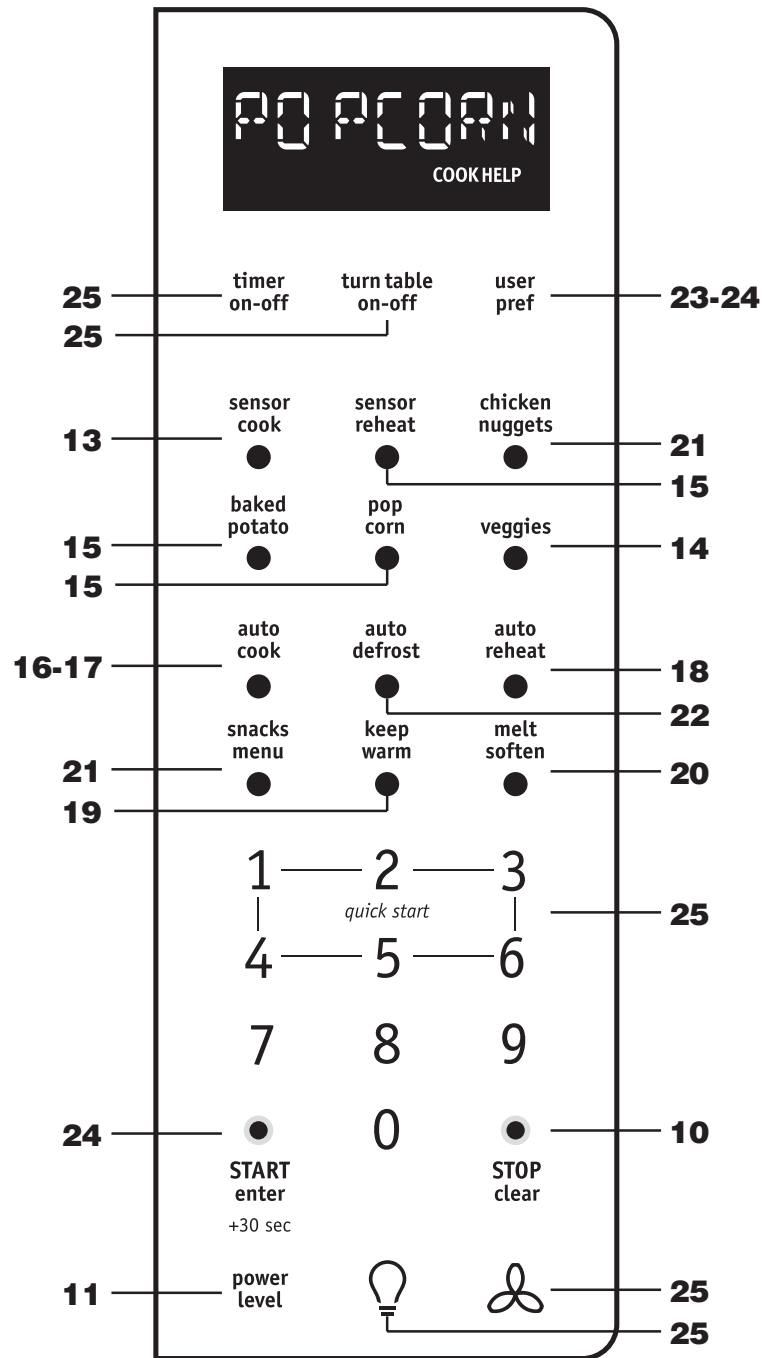 PO PCORN
COOK HELP
timer
on-off
turn table
on-off
user
pref
25
23-24
25
sensor
cook
sensor
reheat
chicken
nuggets
13
21
15
baked
potato
pop
corn
veggies
15
14
15
auto
cook
auto
defrost
auto
reheat
16-17
18
22
snacks
menu
keep
warm
melt
soften
21
20
19
1 2 3
quick start
25
4 5 6
7 8 9
24
0
10
START
enter
STOP
clear
+30 sec
11
power
level
25
25